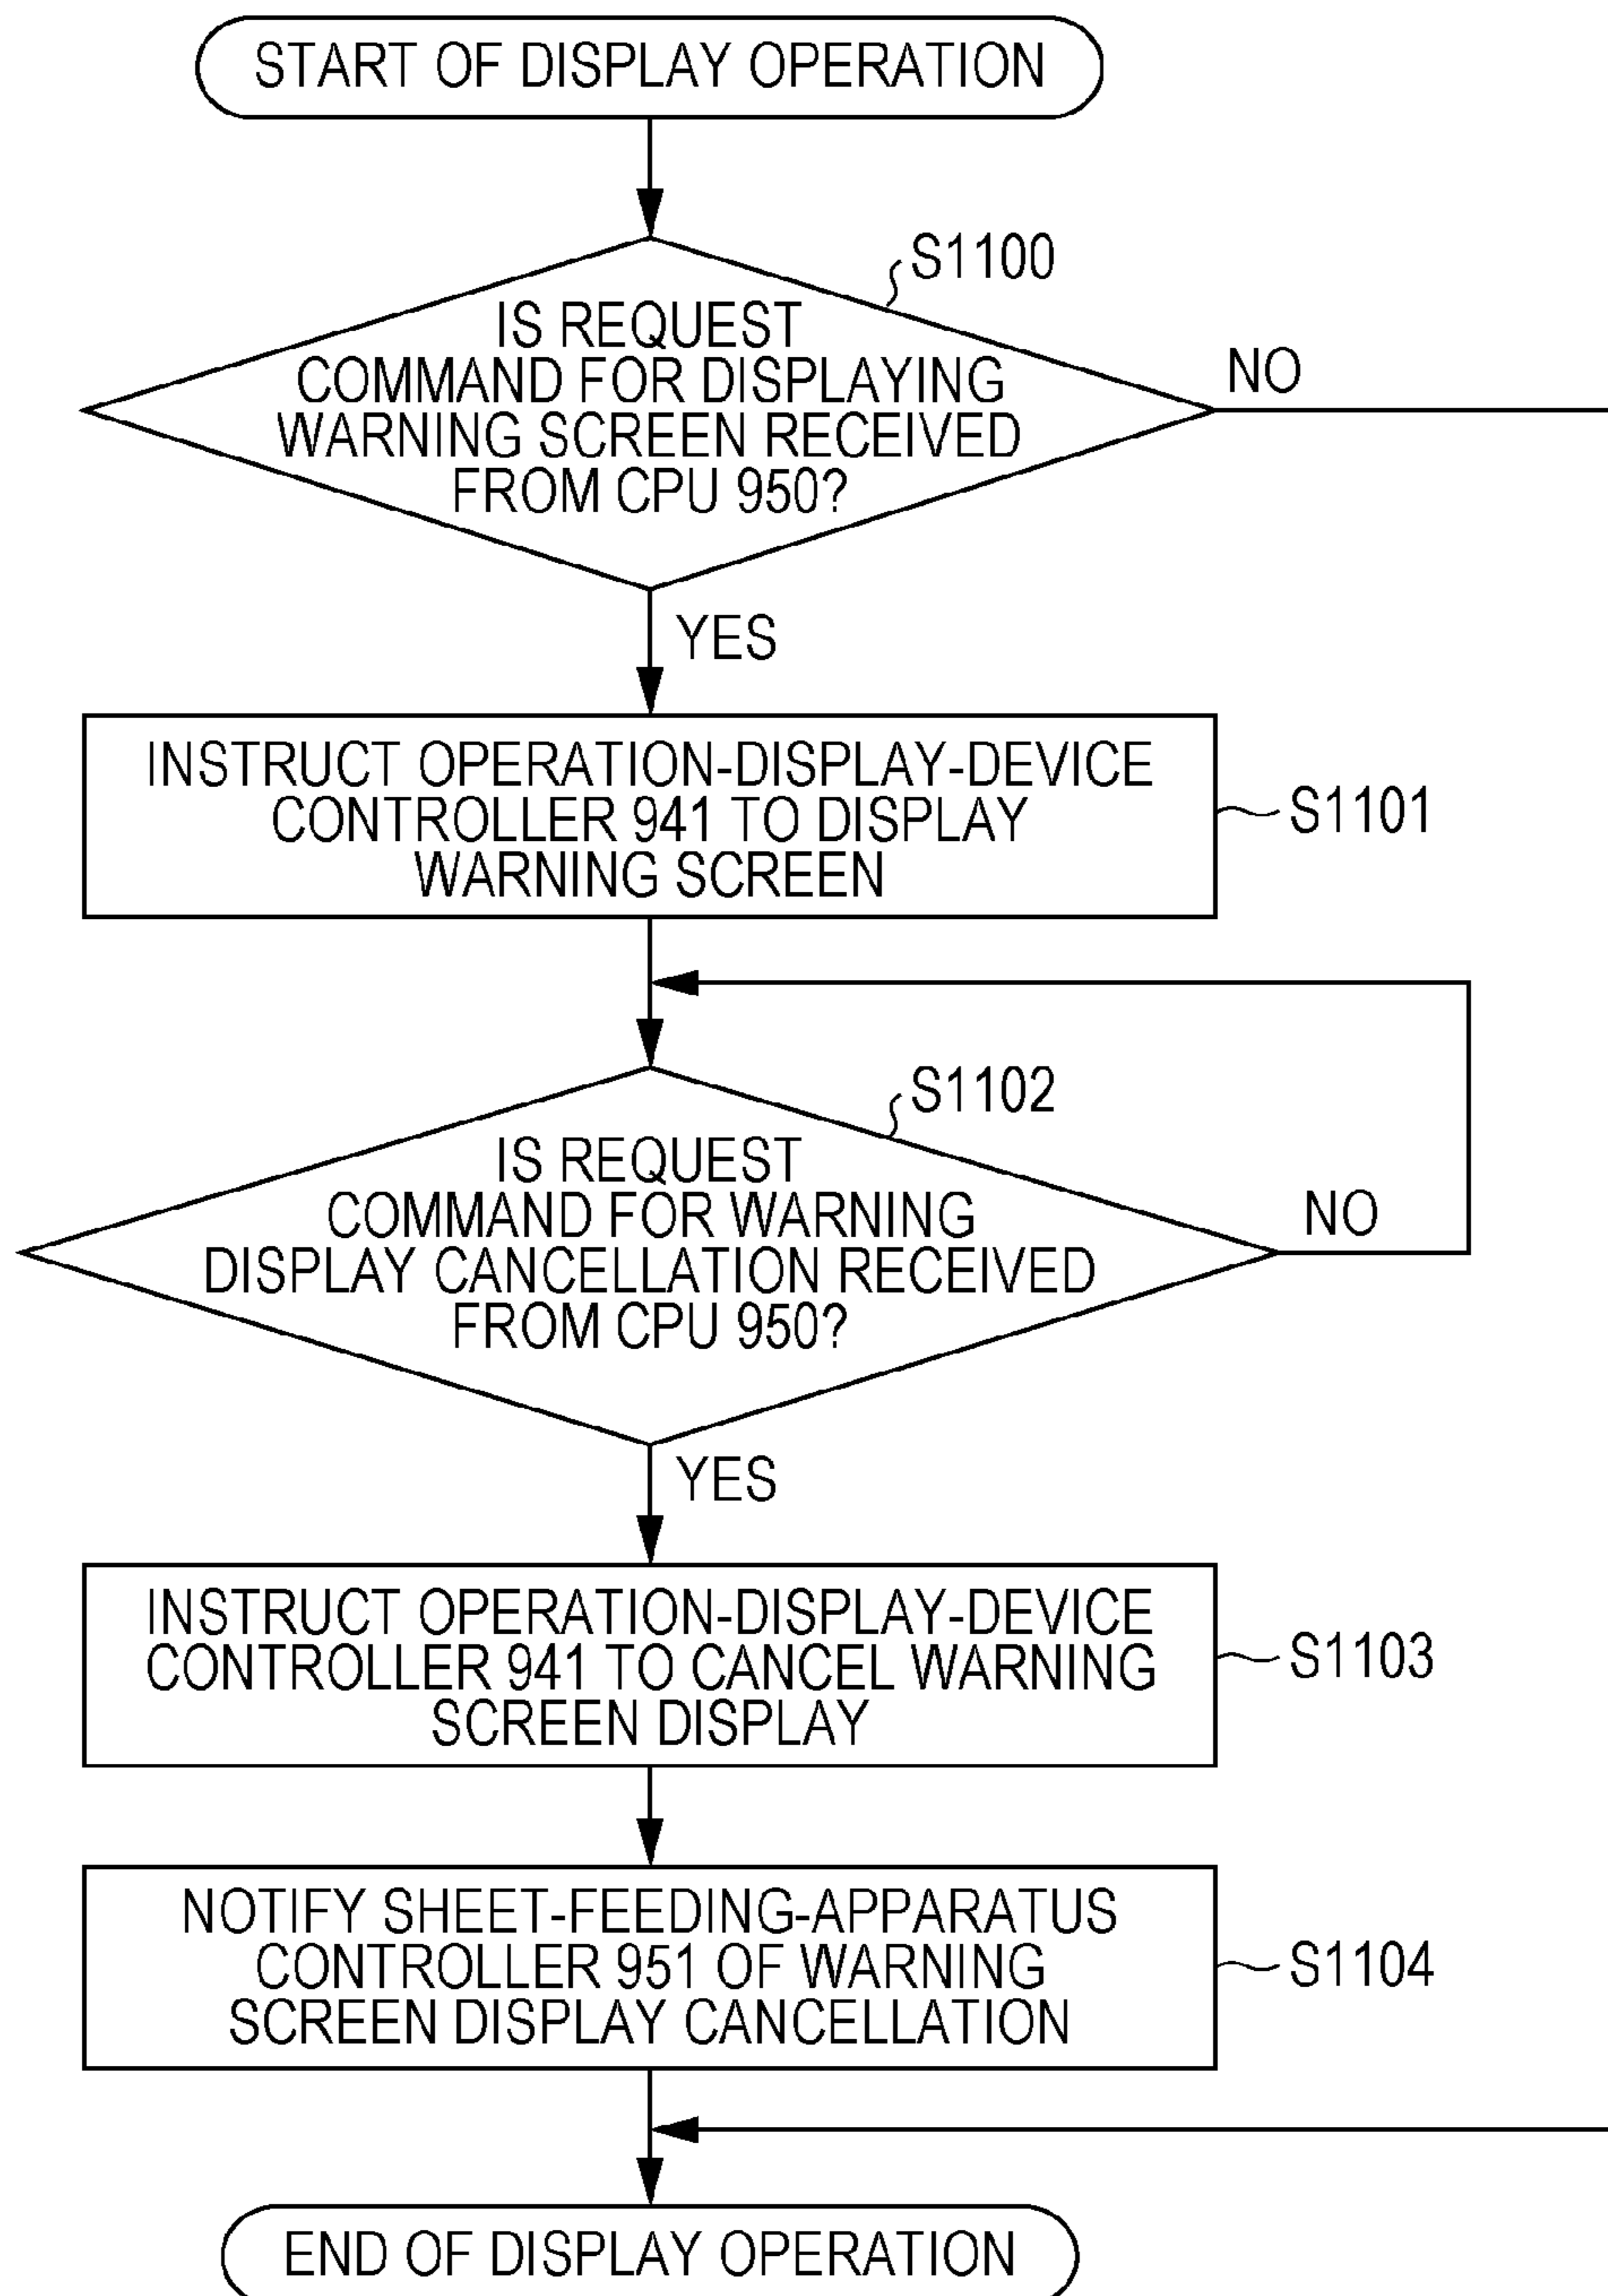 START OF DISPLAY OPERATION
S1100
IS REQUEST
COMMAND FOR DISPLAYING
WARNING SCREEN RECEIVED
FROM CPU 950?
NO
YES
INSTRUCT OPERATION-DISPLAY-DEVICE
CONTROLLER 941 TO DISPLAY
WARNING SCREEN
S1101
S1102
IS REQUEST
COMMAND FOR WARNING
DISPLAY CANCELLATION RECEIVED
FROM CPU 950?
NO
YES
INSTRUCT OPERATION-DISPLAY-DEVICE
CONTROLLER 941 TO CANCEL WARNING
SCREEN DISPLAY
S1103
NOTIFY SHEET-FEEDING-APPARATUS
CONTROLLER 951 OF WARNING
SCREEN DISPLAY CANCELLATION
S1104
END OF DISPLAY OPERATION